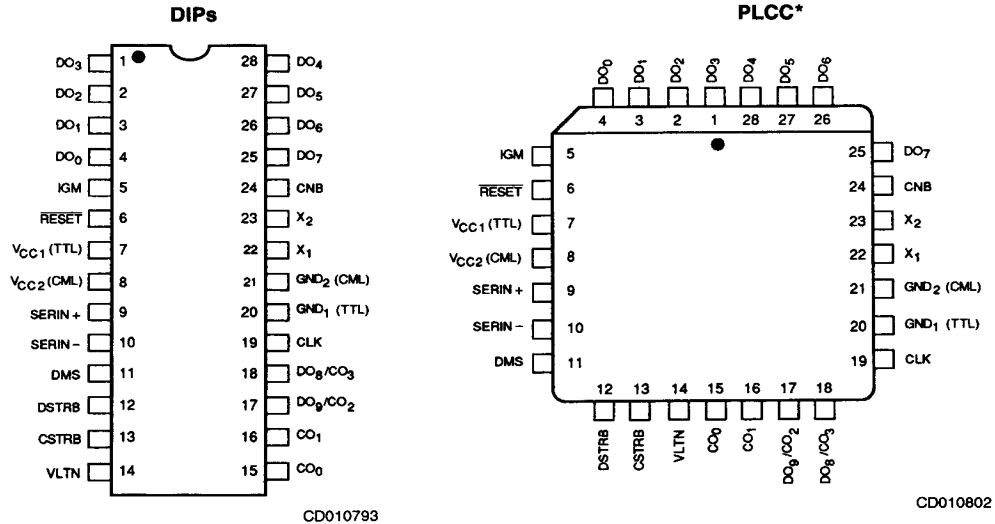 DIPs
DO3 1 28 DO4
DO2 2 27 DO5
DO1 3 26 DO6
DO0 4 25 DO7
IGM 5 24 CNB
RESET 6 23 X2
VCC1 (TTL) 7 22 X1
VCC2 (CML) 8 21 GND2 (CML)
SERIN + 9 20 GND1 (TTL)
SERIN − 10 19 CLK
DMS 11 18 DO8/CO3
DSTRB 12 17 DO9/CO2
CSTRB 13 16 CO1
VLTN 14 15 CO0
CD010793
PLCC*
DO0 DO1 DO2 DO3 DO4 DO5 DO6
4 3 2 1 28 27 26
IGM 5 25 DO7
RESET 6 24 CNB
VCC1 (TTL) 7 23 X2
VCC2 (CML) 8 22 X1
SERIN + 9 21 GND2 (CML)
SERIN − 10 20 GND1 (TTL)
DMS 11 19 CLK
12 13 14 15 16 17 18
DSTRB CSTRB VLTN CO0 CO1 DO9/CO2 DO8/CO3
CD010802